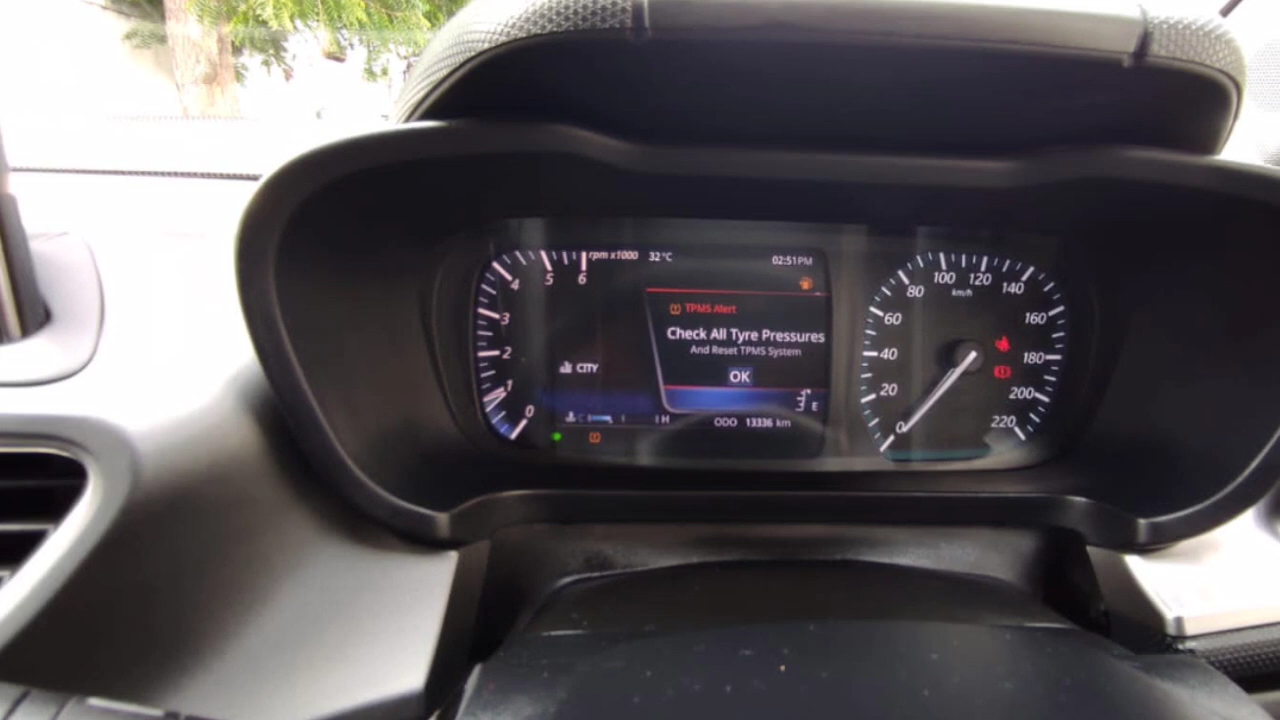 rpm x1000 32°C 02:51PM
TPMS Alert
Check All Tyre Pressures
And Reset TPMS System
OK
CITY
C H
E
ODO 13336 km
0 1 2 3 4 5 6
km/h
0 20 40 60 80 100 120 140 160 180 200 220